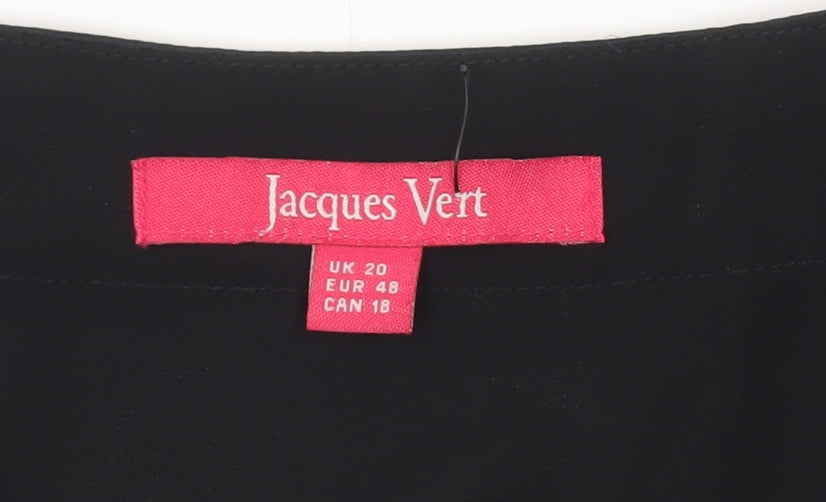 Jacques Vert
UK 20
EUR 48
CAN 18